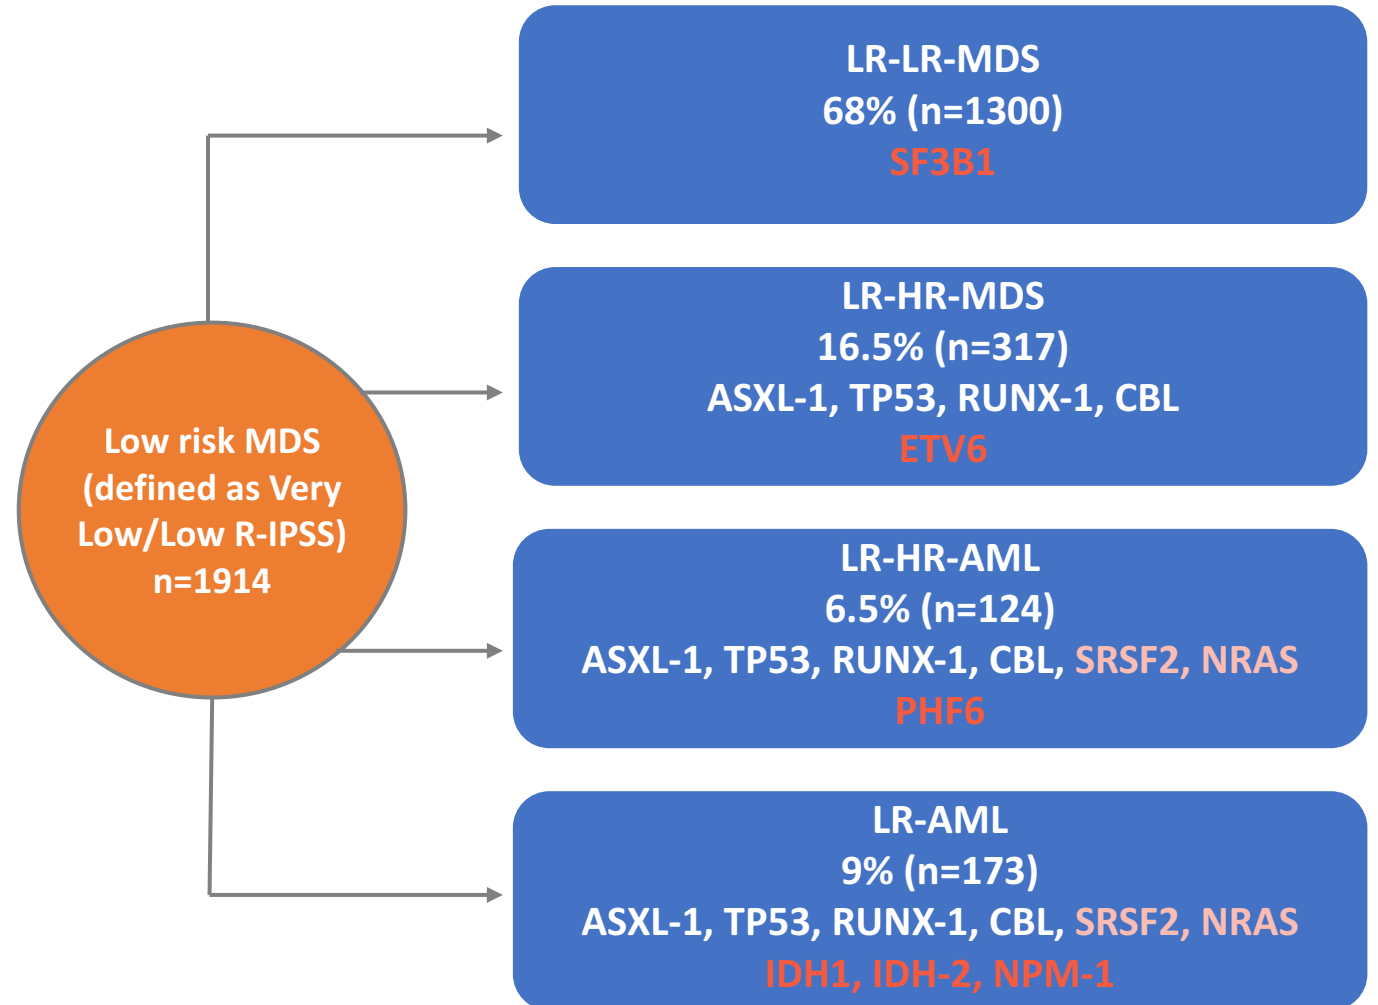 Low risk MDS
(defined as Very
Low/Low R-IPSS)
n=1914
LR-LR-MDS
68% (n=1300)
SF3B1
LR-HR-MDS
16.5% (n=317)
ASXL-1, TP53, RUNX-1, CBL
ETV6
LR-HR-AML
6.5% (n=124)
ASXL-1, TP53, RUNX-1, CBL, SRSF2, NRAS
PHF6
LR-AML
9% (n=173)
ASXL-1, TP53, RUNX-1, CBL, SRSF2, NRAS
IDH1, IDH-2, NPM-1